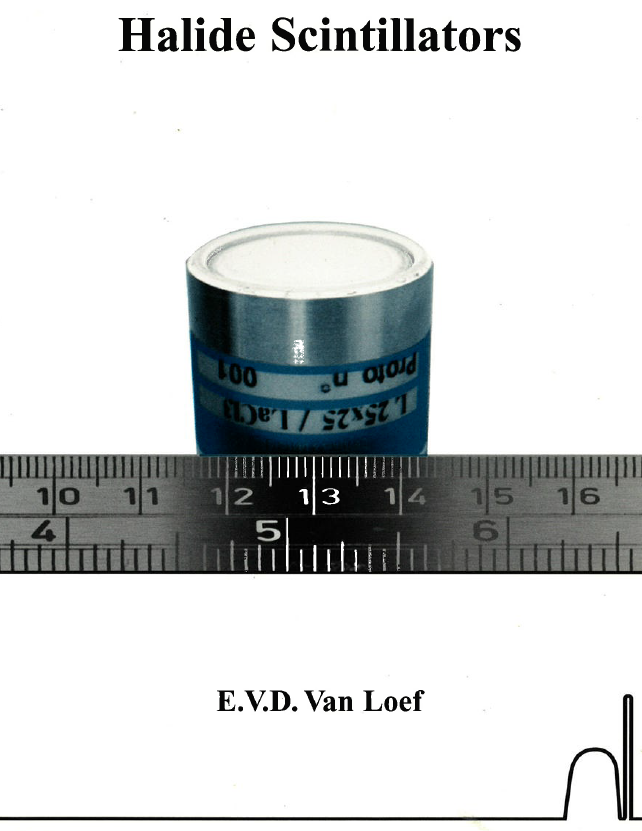 Halide Scintillators
Proto n° 001
L 25x25 / LaCl3
10 11 12 13 14 15 16
4 5 6
E.V.D. Van Loef